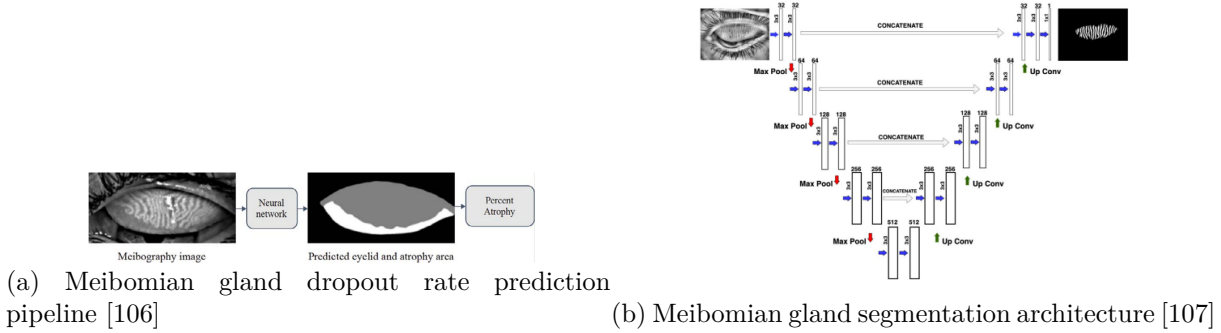 Neural
network
Percent
Atrophy
Meibography image
Predicted eyelid and atrophy area
(a) Meibomian gland dropout rate prediction
pipeline [106]
32 32
3x3 3x3
CONCATENATE
32 32 1
3x3 3x3 1x1
Max Pool
Up Conv
64 64
3x3 3x3
CONCATENATE
64 64
3x3 3x3
Max Pool
Up Conv
128 128
3x3 3x3
CONCATENATE
128 128
3x3 3x3
Max Pool
Up Conv
256 256
3x3 3x3
CONCATENATE
256 256
3x3 3x3
Max Pool
Up Conv
512 512
3x3 3x3
(b) Meibomian gland segmentation architecture [107]